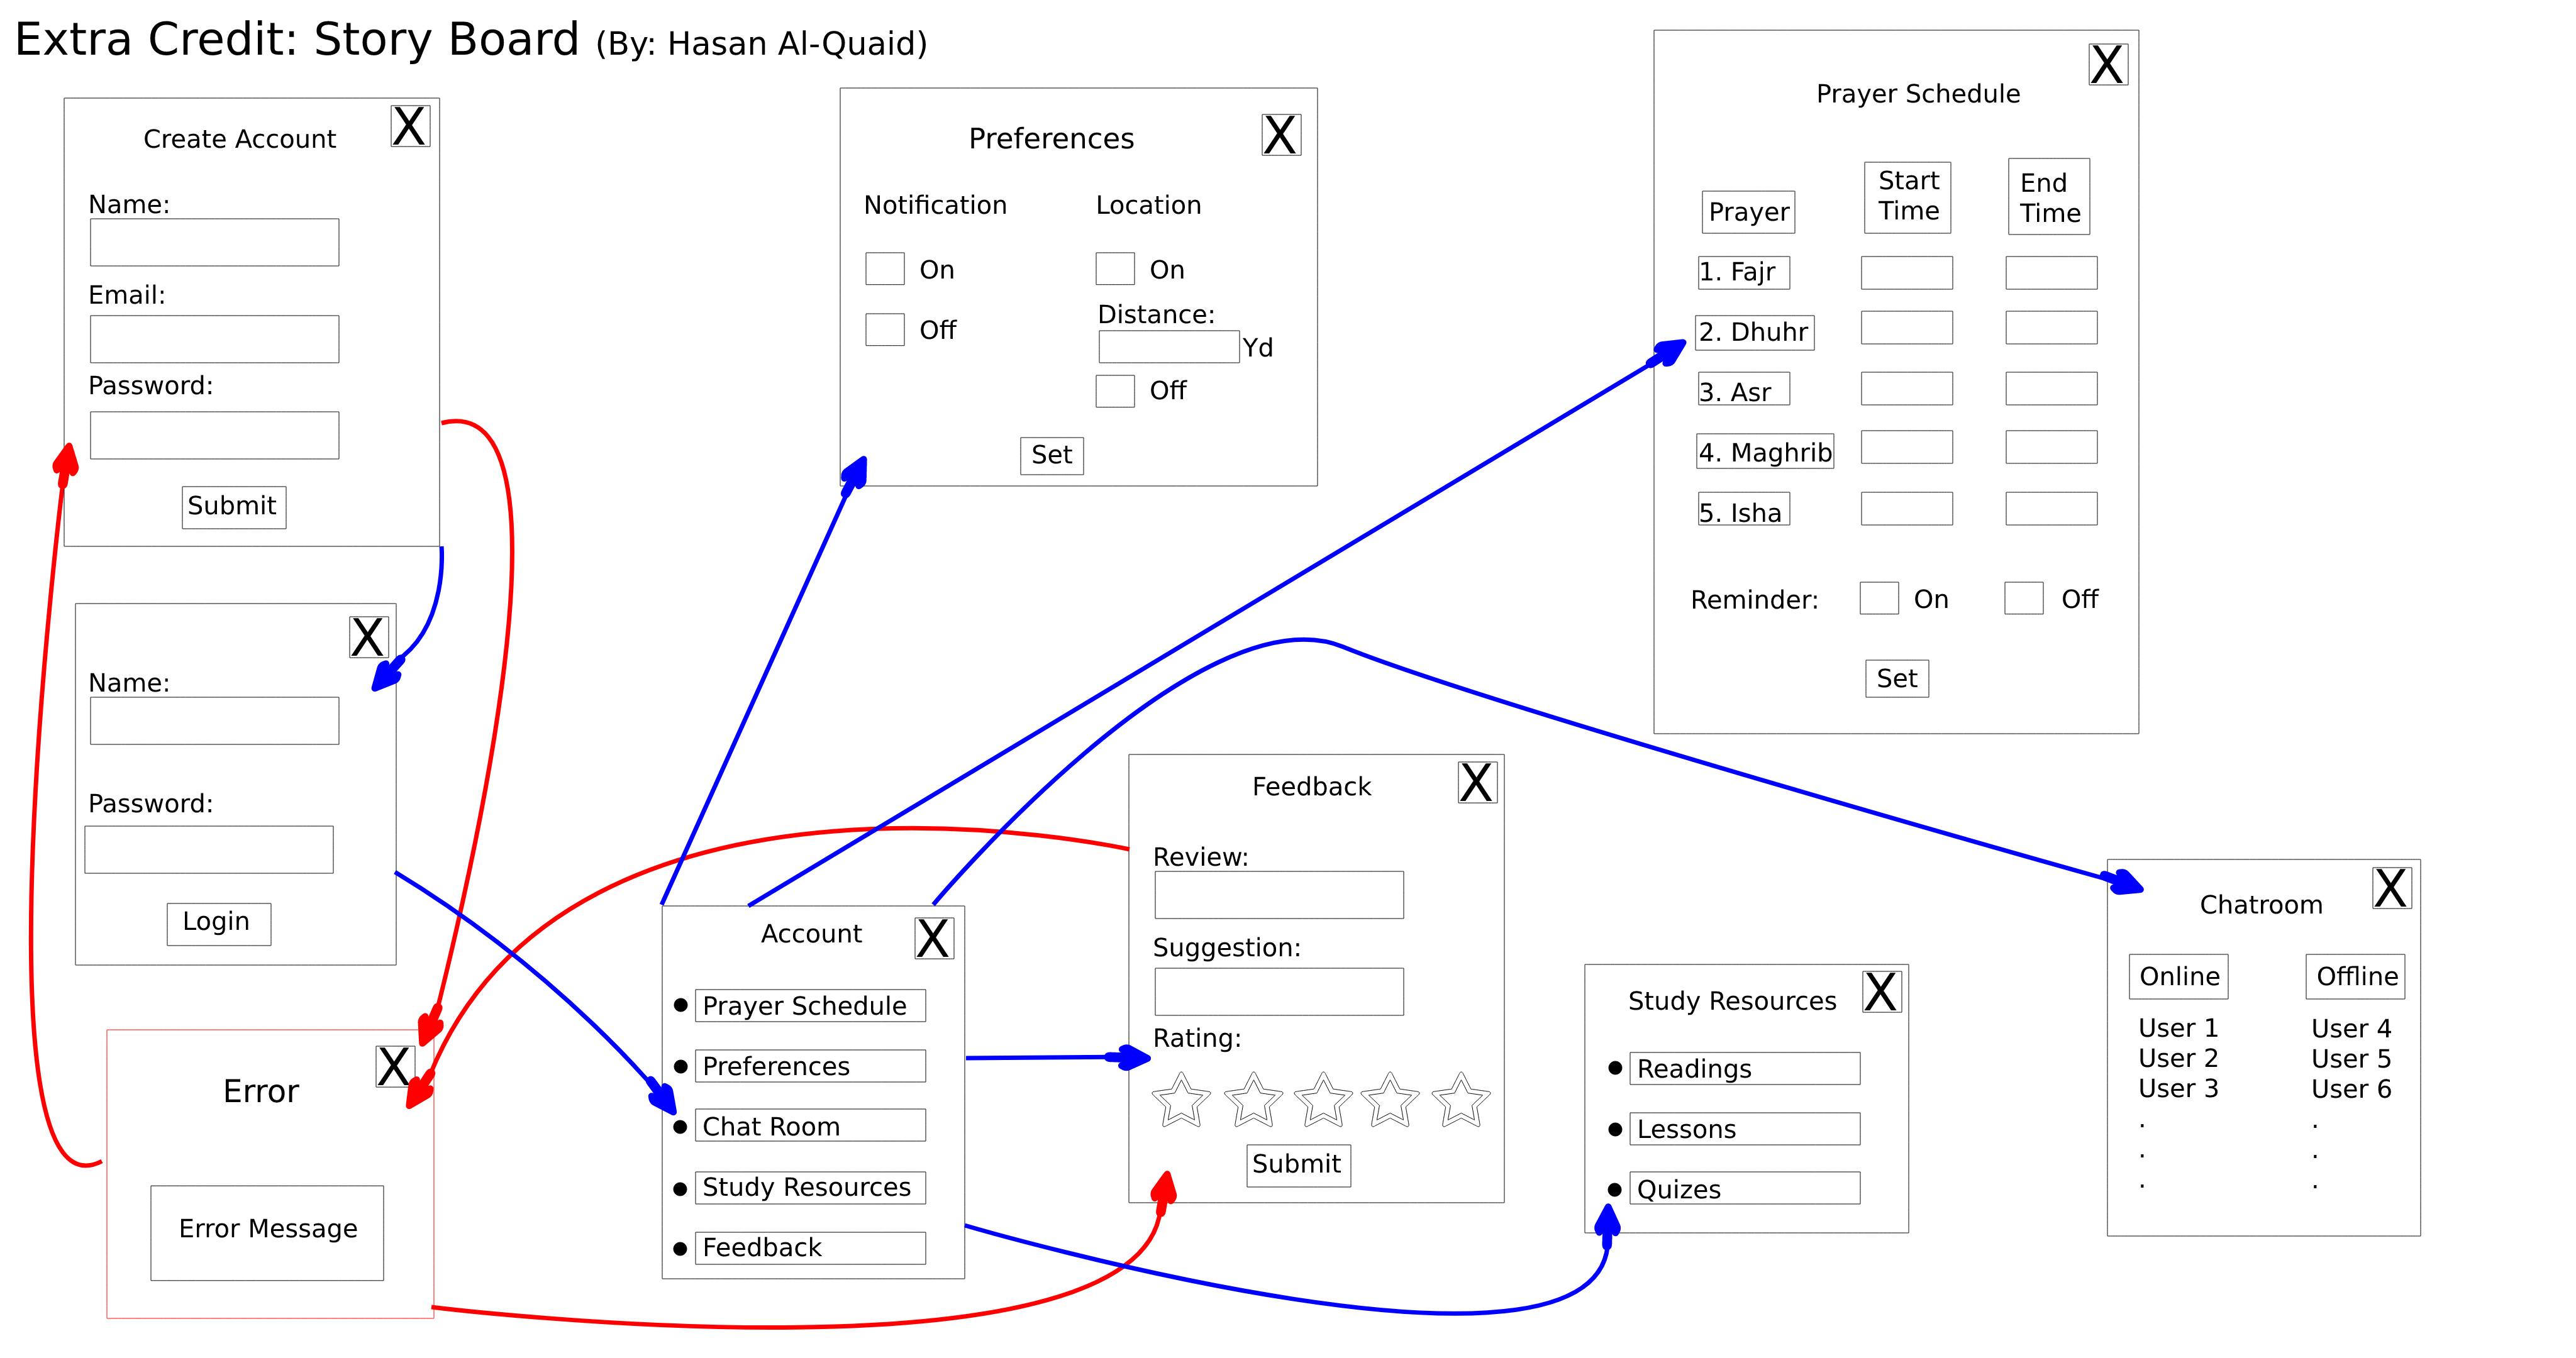 Extra Credit: Story Board (By: Hasan Al-Quaid)
X
Create Account
Name:
Email:
Password:
Submit
X
Name:
Password:
Login
X
Error
Error Message
X
Preferences
Notification
On
Off
Location
On
Distance:
Yd
Off
Set
X
Account
Prayer Schedule
Preferences
Chat Room
Study Resources
Feedback
X
Feedback
Review:
Suggestion:
Rating:
Submit
X
Prayer Schedule
Prayer
Start
Time
End
Time
1. Fajr
2. Dhuhr
3. Asr
4. Maghrib
5. Isha
Reminder:
On
Off
Set
X
Study Resources
Readings
Lessons
Quizes
X
Chatroom
Online
User 1
User 2
User 3
.
.
.
Offline
User 4
User 5
User 6
.
.
.